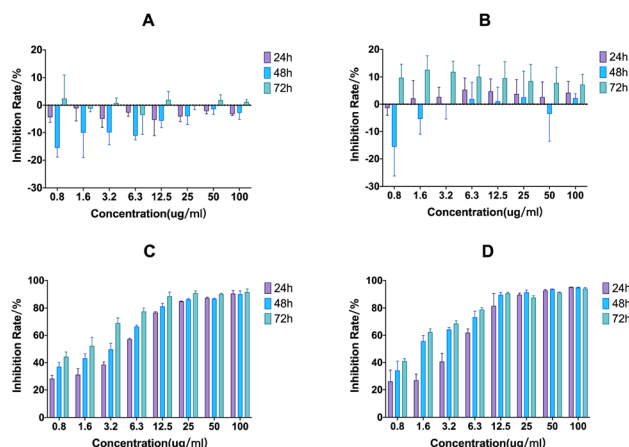 A
Inhibition Rate/%
20
10
0
-10
-20
-30
0.8 1.6 3.2 6.3 12.5 25 50 100
Concentration(ug/ml)
24h
48h
72h
B
Inhibition Rate/%
20
10
0
-10
-20
-30
0.8 1.6 3.2 6.3 12.5 25 50 100
Concentration(ug/ml)
24h
48h
72h
C
Inhibition Rate/%
100
80
60
40
20
0
0.8 1.6 3.2 6.3 12.5 25 50 100
Concentration(ug/ml)
24h
48h
72h
D
Inhibition Rate/%
100
80
60
40
20
0
0.8 1.6 3.2 6.3 12.5 25 50 100
Concentration(ug/ml)
24h
48h
72h